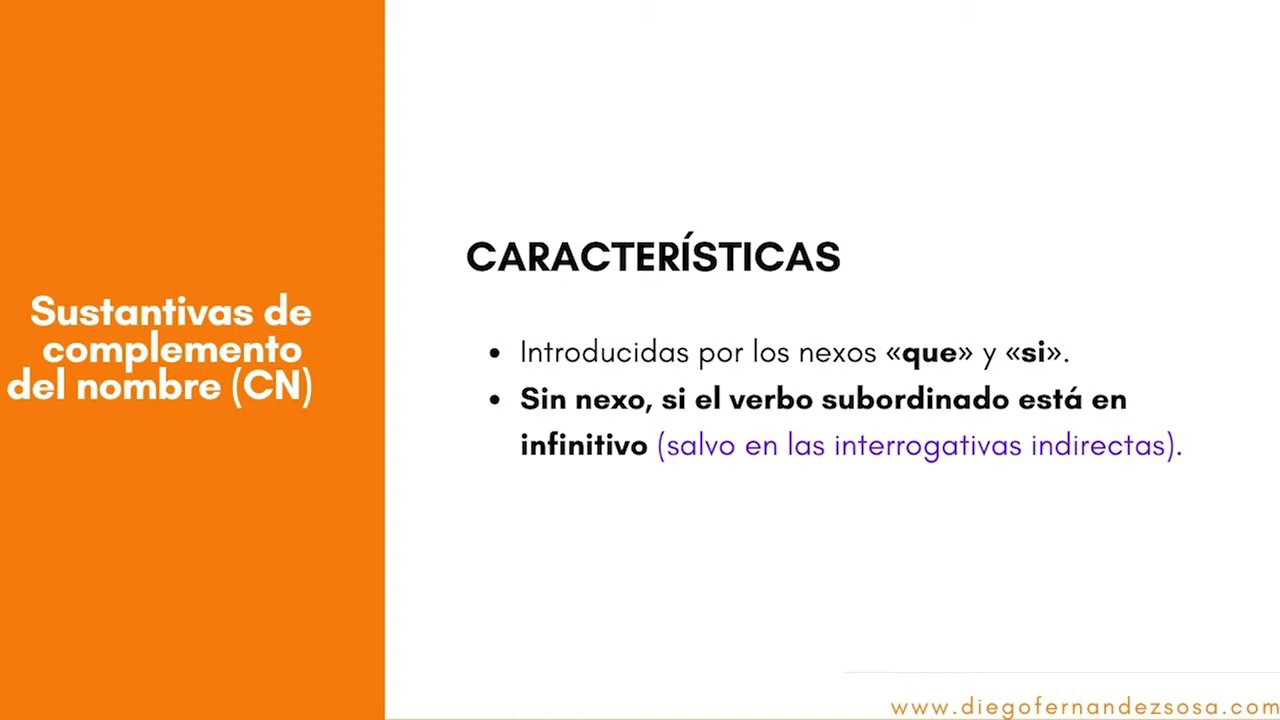 Sustantivas de
complemento
del nombre (CN)
CARACTERÍSTICAS
• Introducidas por los nexos «que» y «si».
• Sin nexo, si el verbo subordinado está en
infinitivo (salvo en las interrogativas indirectas).
www.diegofernandezsosa.com